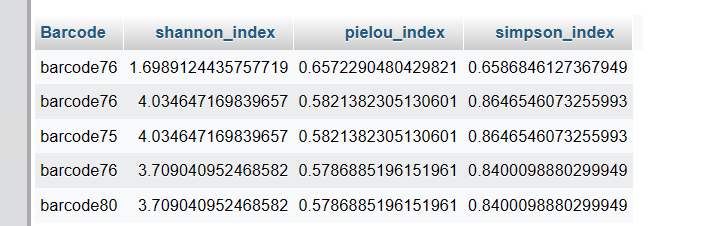 Barcode shannon_index pielou_index simpson_index
barcode76 1.6989124435757719 0.6572290480429821 0.6586846127367949
barcode76 4.034647169839657 0.5821382305130601 0.8646546073255993
barcode75 4.034647169839657 0.5821382305130601 0.8646546073255993
barcode76 3.709040952468582 0.5786885196151961 0.8400098880299949
barcode80 3.709040952468582 0.5786885196151961 0.8400098880299949